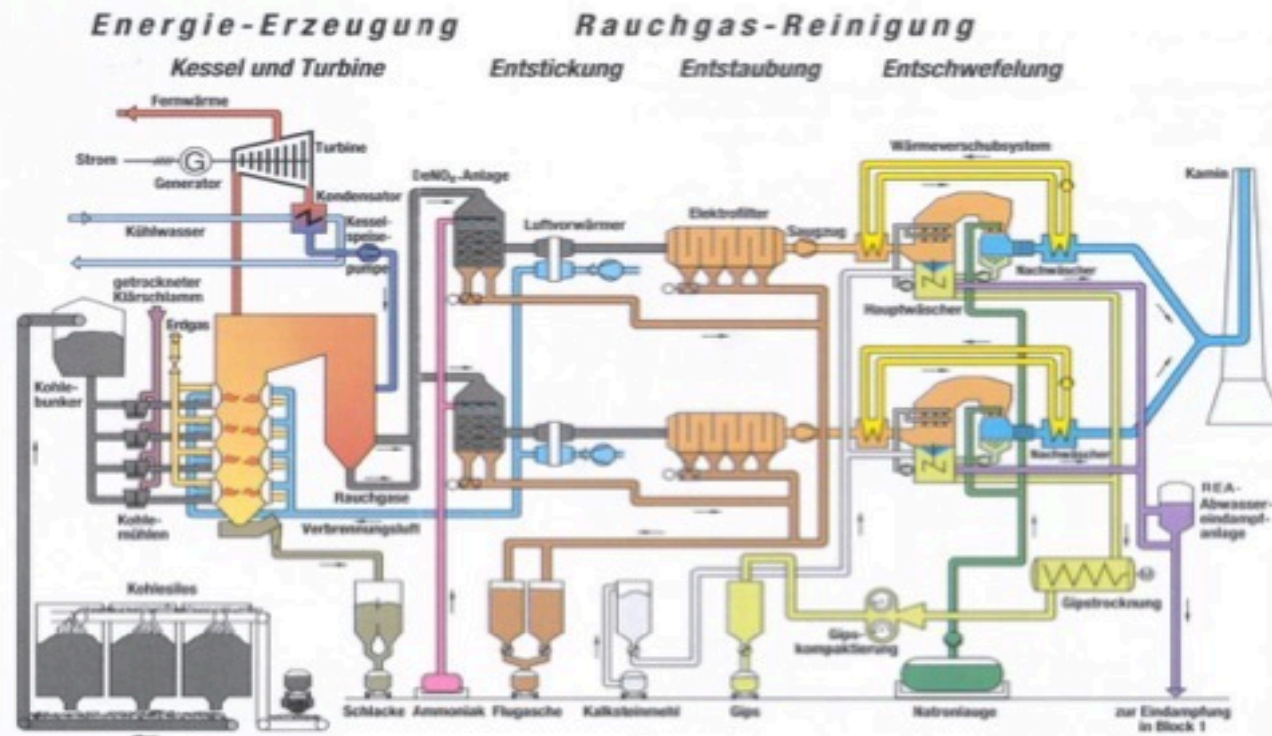 Energie-Erzeugung
Rauchgas-Reinigung
Kessel und Turbine
Entstickung
Entstaubung
Entschwefelung
Fernwärme
Turbine
Strom
G
Generator
Kondensator
Kühlwasser
Kessel-
speise-
pumpe
getrockneter
Klärschlamm
Erdgas
Kohle-
bunker
Kohle-
mühlen
Rauchgase
Verbrennungsluft
DeNOx-Anlage
Luftvorwärmer
Elektrofilter
Saugzug
Wärmeverschubsystem
Nachwäscher
Hauptwäscher
Kamin
Nachwäscher
REA-
Abwasser-
eindampf-
anlage
Gipstrocknung
Gips-
kompaktierung
Kohlesilos
Schlacke
Ammoniak
Flugasche
Kalksteinmehl
Gips
Natronlauge
zur Eindampfung
in Block 1